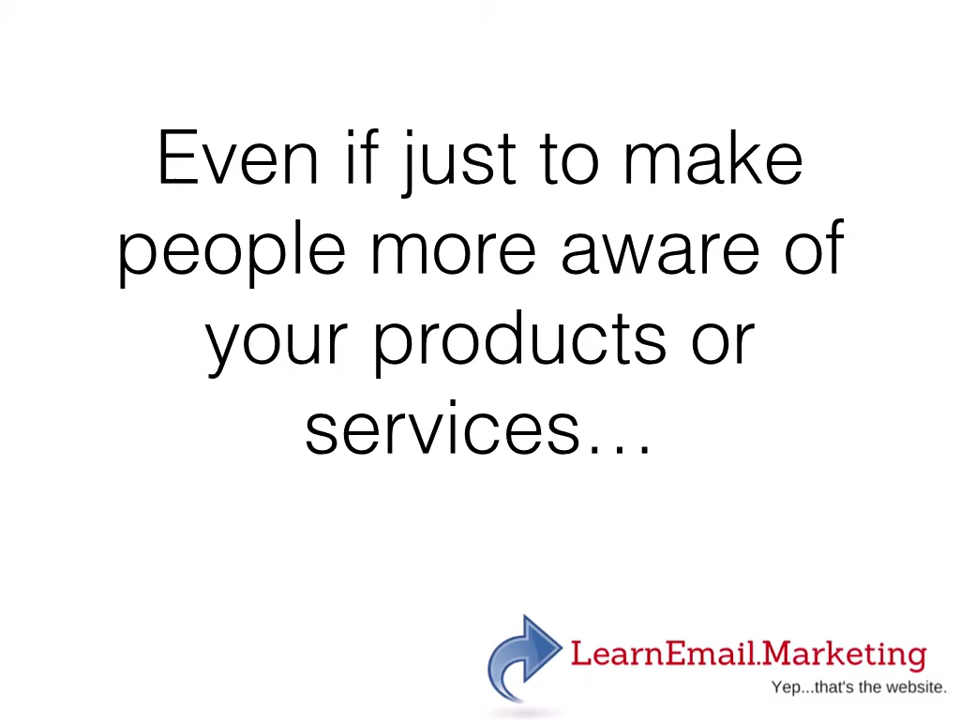 Even if just to make
people more aware of
your products or
services…
LearnEmail.Marketing
Yep...that's the website.